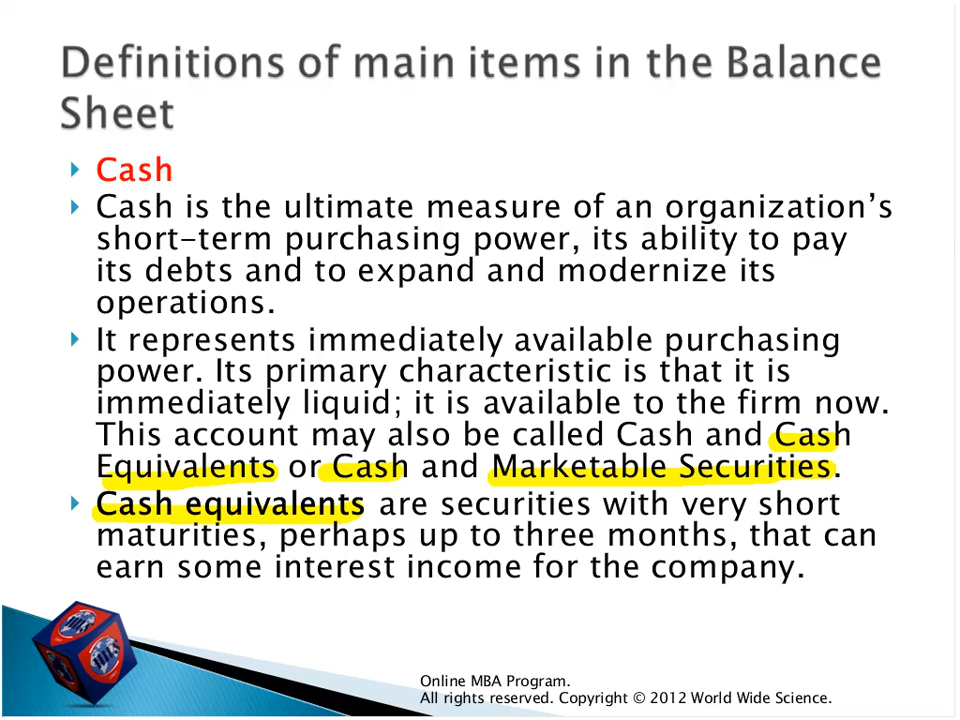 Definitions of main items in the Balance
Sheet
Cash
Cash is the ultimate measure of an organization’s
short-term purchasing power, its ability to pay
its debts and to expand and modernize its
operations.
It represents immediately available purchasing
power. Its primary characteristic is that it is
immediately liquid; it is available to the firm now.
This account may also be called Cash and Cash
Equivalents or Cash and Marketable Securities.
Cash equivalents are securities with very short
maturities, perhaps up to three months, that can
earn some interest income for the company.
Online MBA Program.
All rights reserved. Copyright © 2012 World Wide Science.